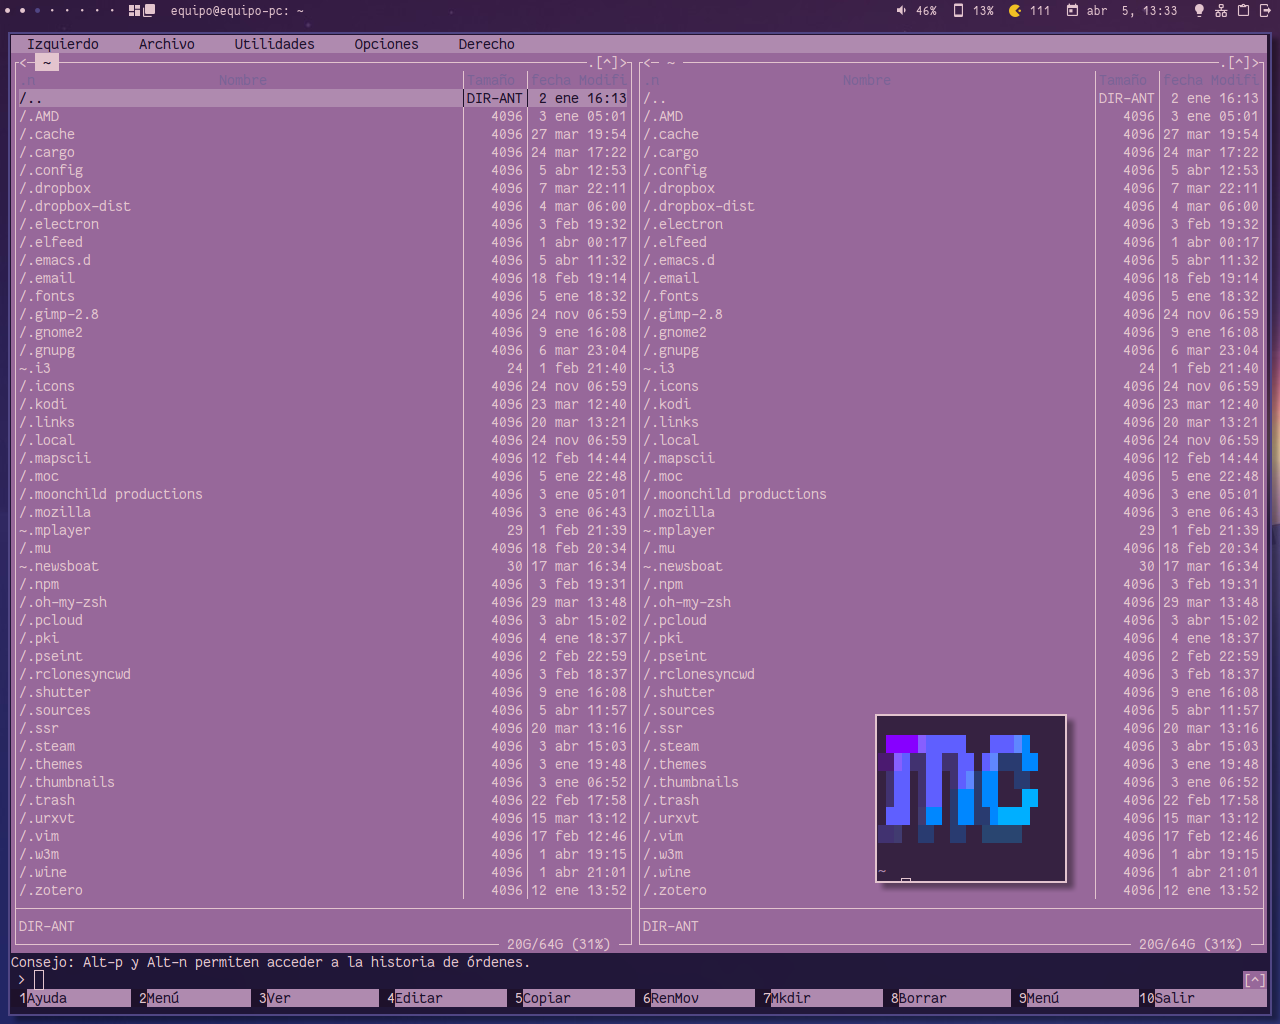 equipo@equipo-pc: ~ 46% 13% 111 abr  5, 13:33
Izquierdo Archivo Utilidades Opciones Derecho
<─ ~ .[^]> <─ ~ .[^]>
.n Nombre Tamaño fecha Modifi .n Nombre Tamaño fecha Modifi
/.. DIR-ANT 2 ene 16:13 /.. DIR-ANT 2 ene 16:13
/.AMD 4096 3 ene 05:01 /.AMD 4096 3 ene 05:01
/.cache 4096 27 mar 19:54 /.cache 4096 27 mar 19:54
/.cargo 4096 24 mar 17:22 /.cargo 4096 24 mar 17:22
/.config 4096 5 abr 12:53 /.config 4096 5 abr 12:53
/.dropbox 4096 7 mar 22:11 /.dropbox 4096 7 mar 22:11
/.dropbox-dist 4096 4 mar 06:00 /.dropbox-dist 4096 4 mar 06:00
/.electron 4096 3 feb 19:32 /.electron 4096 3 feb 19:32
/.elfeed 4096 1 abr 00:17 /.elfeed 4096 1 abr 00:17
/.emacs.d 4096 5 abr 11:32 /.emacs.d 4096 5 abr 11:32
/.email 4096 18 feb 19:14 /.email 4096 18 feb 19:14
/.fonts 4096 5 ene 18:32 /.fonts 4096 5 ene 18:32
/.gimp-2.8 4096 24 nov 06:59 /.gimp-2.8 4096 24 nov 06:59
/.gnome2 4096 9 ene 16:08 /.gnome2 4096 9 ene 16:08
/.gnupg 4096 6 mar 23:04 /.gnupg 4096 6 mar 23:04
~.i3 24 1 feb 21:40 ~.i3 24 1 feb 21:40
/.icons 4096 24 nov 06:59 /.icons 4096 24 nov 06:59
/.kodi 4096 23 mar 12:40 /.kodi 4096 23 mar 12:40
/.links 4096 20 mar 13:21 /.links 4096 20 mar 13:21
/.local 4096 24 nov 06:59 /.local 4096 24 nov 06:59
/.mapscii 4096 12 feb 14:44 /.mapscii 4096 12 feb 14:44
/.moc 4096 5 ene 22:48 /.moc 4096 5 ene 22:48
/.moonchild productions 4096 3 ene 05:01 /.moonchild productions 4096 3 ene 05:01
/.mozilla 4096 3 ene 06:43 /.mozilla 4096 3 ene 06:43
~.mplayer 29 1 feb 21:39 ~.mplayer 29 1 feb 21:39
/.mu 4096 18 feb 20:34 /.mu 4096 18 feb 20:34
~.newsboat 30 17 mar 16:34 ~.newsboat 30 17 mar 16:34
/.npm 4096 3 feb 19:31 /.npm 4096 3 feb 19:31
/.oh-my-zsh 4096 29 mar 13:48 /.oh-my-zsh 4096 29 mar 13:48
/.pcloud 4096 3 abr 15:02 /.pcloud 4096 3 abr 15:02
/.pki 4096 4 ene 18:37 /.pki 4096 4 ene 18:37
/.pseint 4096 2 feb 22:59 /.pseint 4096 2 feb 22:59
/.rclonesyncwd 4096 3 feb 18:37 /.rclonesyncwd 4096 3 feb 18:37
/.shutter 4096 9 ene 16:08 /.shutter 4096 9 ene 16:08
/.sources 4096 5 abr 11:57 /.sources 4096 5 abr 11:57
/.ssr 4096 20 mar 13:16 /.ssr 4096 20 mar 13:16
/.steam 4096 3 abr 15:03 /.steam 4096 3 abr 15:03
/.themes 4096 3 ene 19:48 /.themes 4096 3 ene 19:48
/.thumbnails 4096 3 ene 06:52 /.thumbnails 4096 3 ene 06:52
/.trash 4096 22 feb 17:58 /.trash 4096 22 feb 17:58
/.urxvt 4096 15 mar 13:12 /.urxvt 4096 15 mar 13:12
/.vim 4096 17 feb 12:46 /.vim 4096 17 feb 12:46
/.w3m 4096 1 abr 19:15 /.w3m 4096 1 abr 19:15
/.wine 4096 1 abr 21:01 /.wine 4096 1 abr 21:01
/.zotero 4096 12 ene 13:52 /.zotero 4096 12 ene 13:52
mc
~
DIR-ANT DIR-ANT
20G/64G (31%) 20G/64G (31%)
Consejo: Alt-p y Alt-n permiten acceder a la historia de órdenes.
> [^]
1Ayuda 2Menú 3Ver 4Editar 5Copiar 6RenMov 7Mkdir 8Borrar 9Menú 10Salir